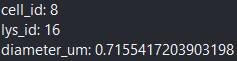 cell_id: 8
lys_id: 16
diameter_um: 0.7155417203903198